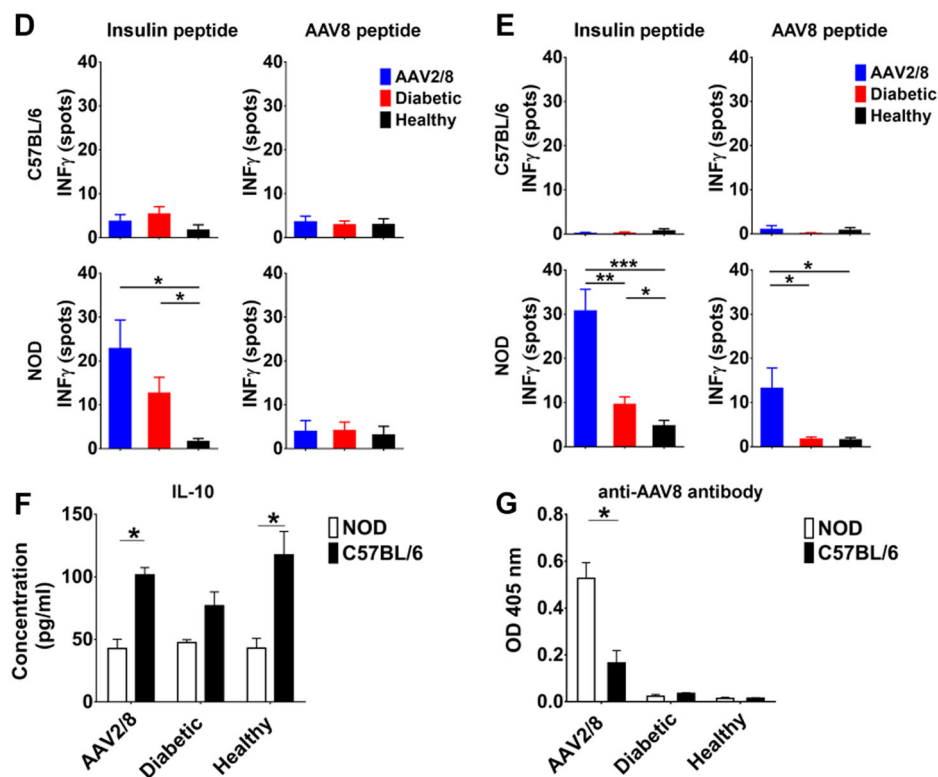 D
Insulin peptide
AAV8 peptide
C57BL/6
INFγ (spots)
40
30
20
10
0
INFγ (spots)
40
30
20
10
0
AAV2/8
Diabetic
Healthy
NOD
INFγ (spots)
40
30
20
10
0
*
*
INFγ (spots)
40
30
20
10
0
E
Insulin peptide
AAV8 peptide
C57BL/6
INFγ (spots)
40
30
20
10
0
INFγ (spots)
40
30
20
10
0
AAV2/8
Diabetic
Healthy
NOD
INFγ (spots)
40
30
20
10
0
***
**
*
INFγ (spots)
40
30
20
10
0
*
*
F
IL-10
Concentration
(pg/ml)
150
100
50
0
*
*
NOD
C57BL/6
AAV2/8
Diabetic
Healthy
G
anti-AAV8 antibody
OD 405 nm
0.8
0.6
0.4
0.2
0.0
*
NOD
C57BL/6
AAV2/8
Diabetic
Healthy